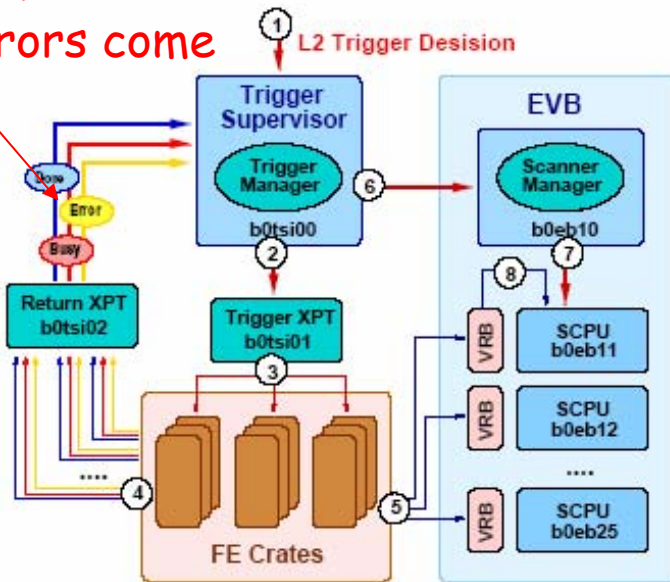 1
rors come
L2 Trigger Desision
Trigger
Supervisor
EVB
Trigger
Manager
6
Scanner
Manager
Done
Error
Busy
b0tsi00
b0eb10
2
7
8
Return XPT
b0tsi02
Trigger XPT
b0tsi01
VRB
SCPU
b0eb11
3
VRB
SCPU
b0eb12
....
4
5
....
VRB
SCPU
b0eb25
FE Crates